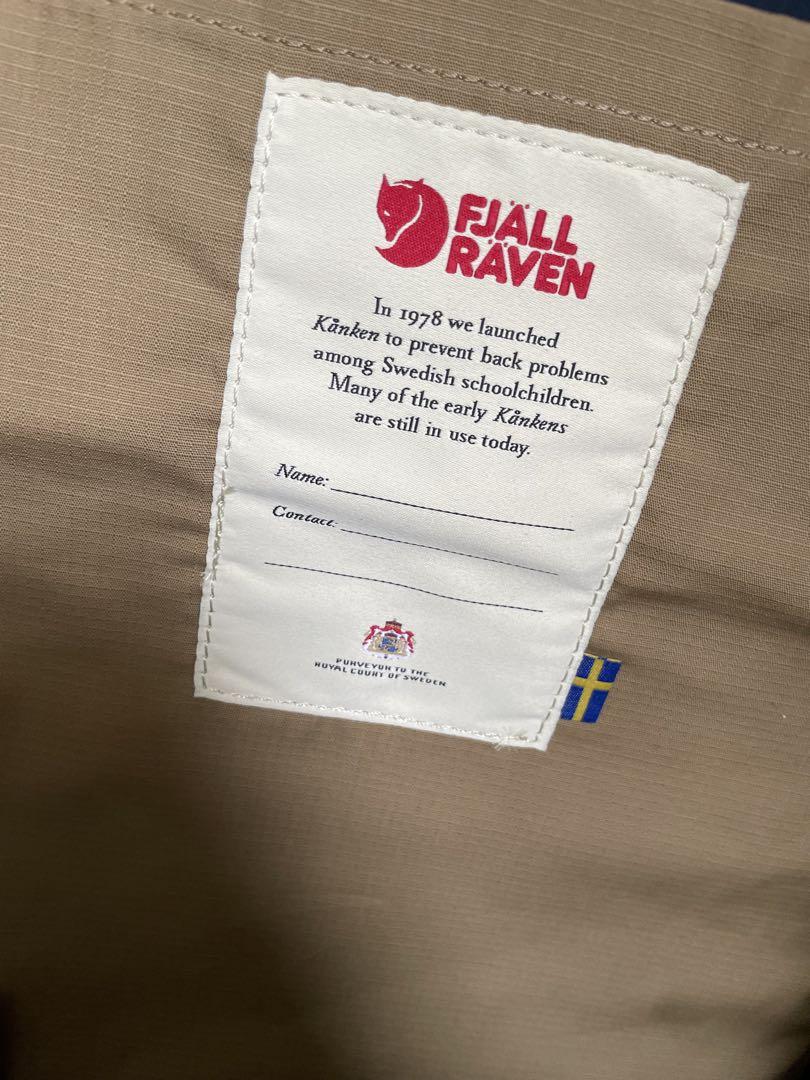 FJÄLL
RÄVEN
In 1978 we launched
Kånken to prevent back problems
among Swedish schoolchildren.
Many of the early Kånkens
are still in use today.
Name:
Contact:
PURVEYOR TO THE
ROYAL COURT OF SWEDEN